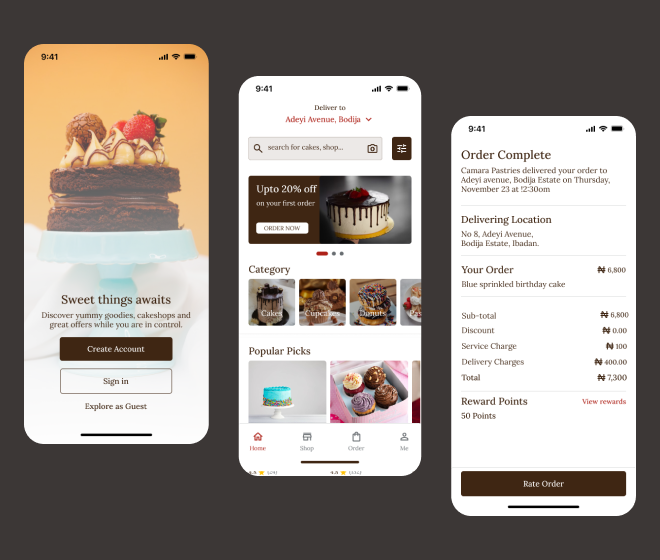 9:41
Sweet things awaits
Discover yummy goodies, cakeshops and
great offers while you are in control.
Create Account
Sign in
Explore as Guest
9:41
Deliver to
Adeyi Avenue, Bodija
search for cakes, shop...
Upto 20% off
on your first order
ORDER NOW
Category
Cakes
Cupcakes
Donuts
Pas
Popular Picks
Home
Shop
Order
Me
9:41
Order Complete
Camara Pastries delivered your order to
Adeyi avenue, Bodija Estate on Thursday,
November 23 at !2:30om
Delivering Location
No 8, Adeyi Avenue,
Bodija Estate, Ibadan.
Your Order ₦ 6,800
Blue sprinkled birthday cake
Sub-total ₦ 6,800
Discount ₦ 0.00
Service Charge ₦ 100
Delivery Charges ₦ 400.00
Total ₦ 7,300
Reward Points View rewards
50 Points
Rate Order